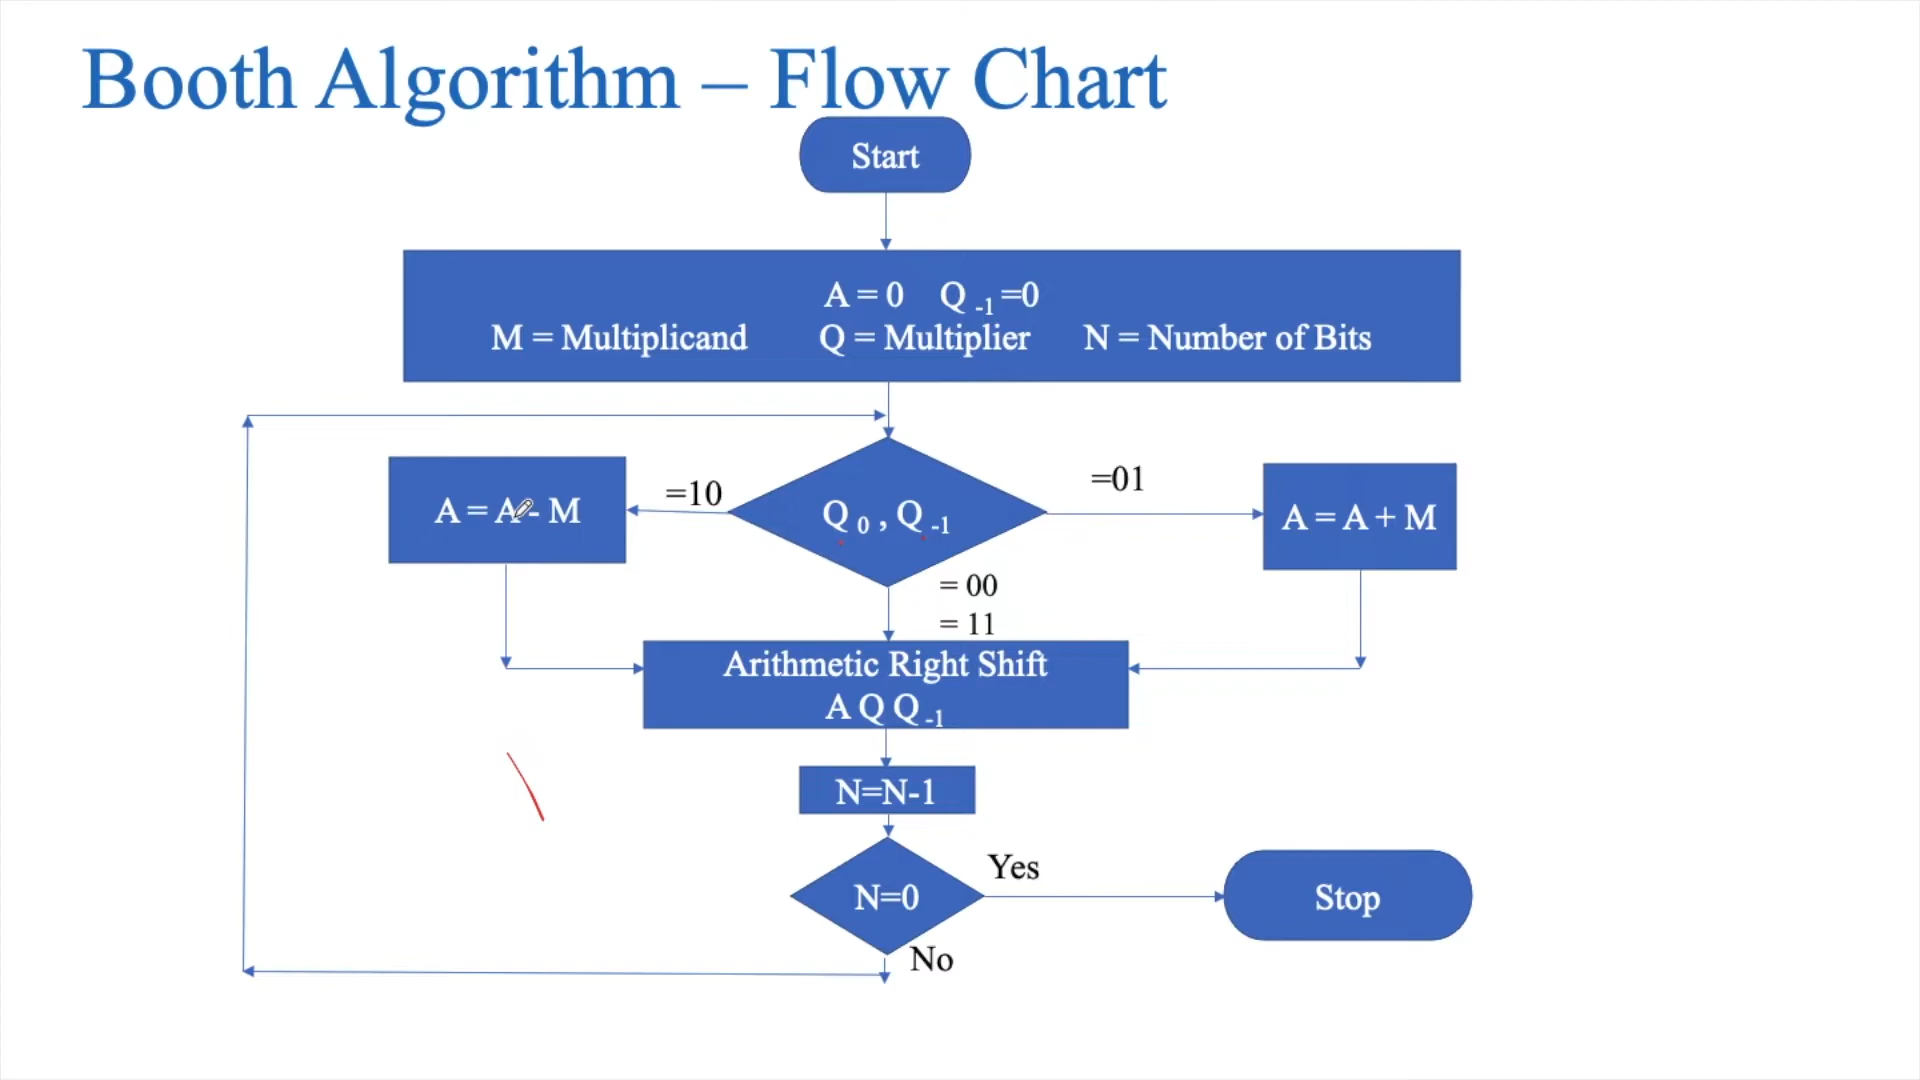 Booth Algorithm – Flow Chart
Start
A = 0 Q -1 =0
M = Multiplicand Q = Multiplier N = Number of Bits
=10
=01
A = A - M
Q 0 , Q -1
A = A + M
= 00
= 11
Arithmetic Right Shift
A Q Q -1
N=N-1
Yes
N=0
Stop
No